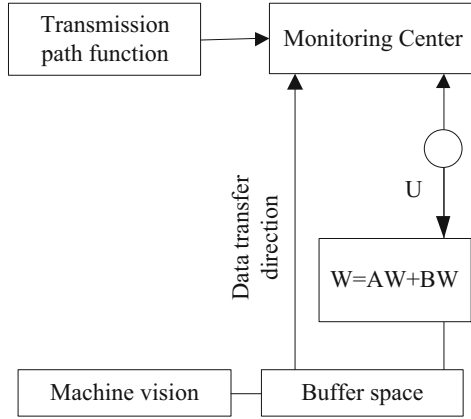 Transmission
path function
Monitoring Center
U
Data transfer
direction
W=AW+BW
Machine vision
Buffer space